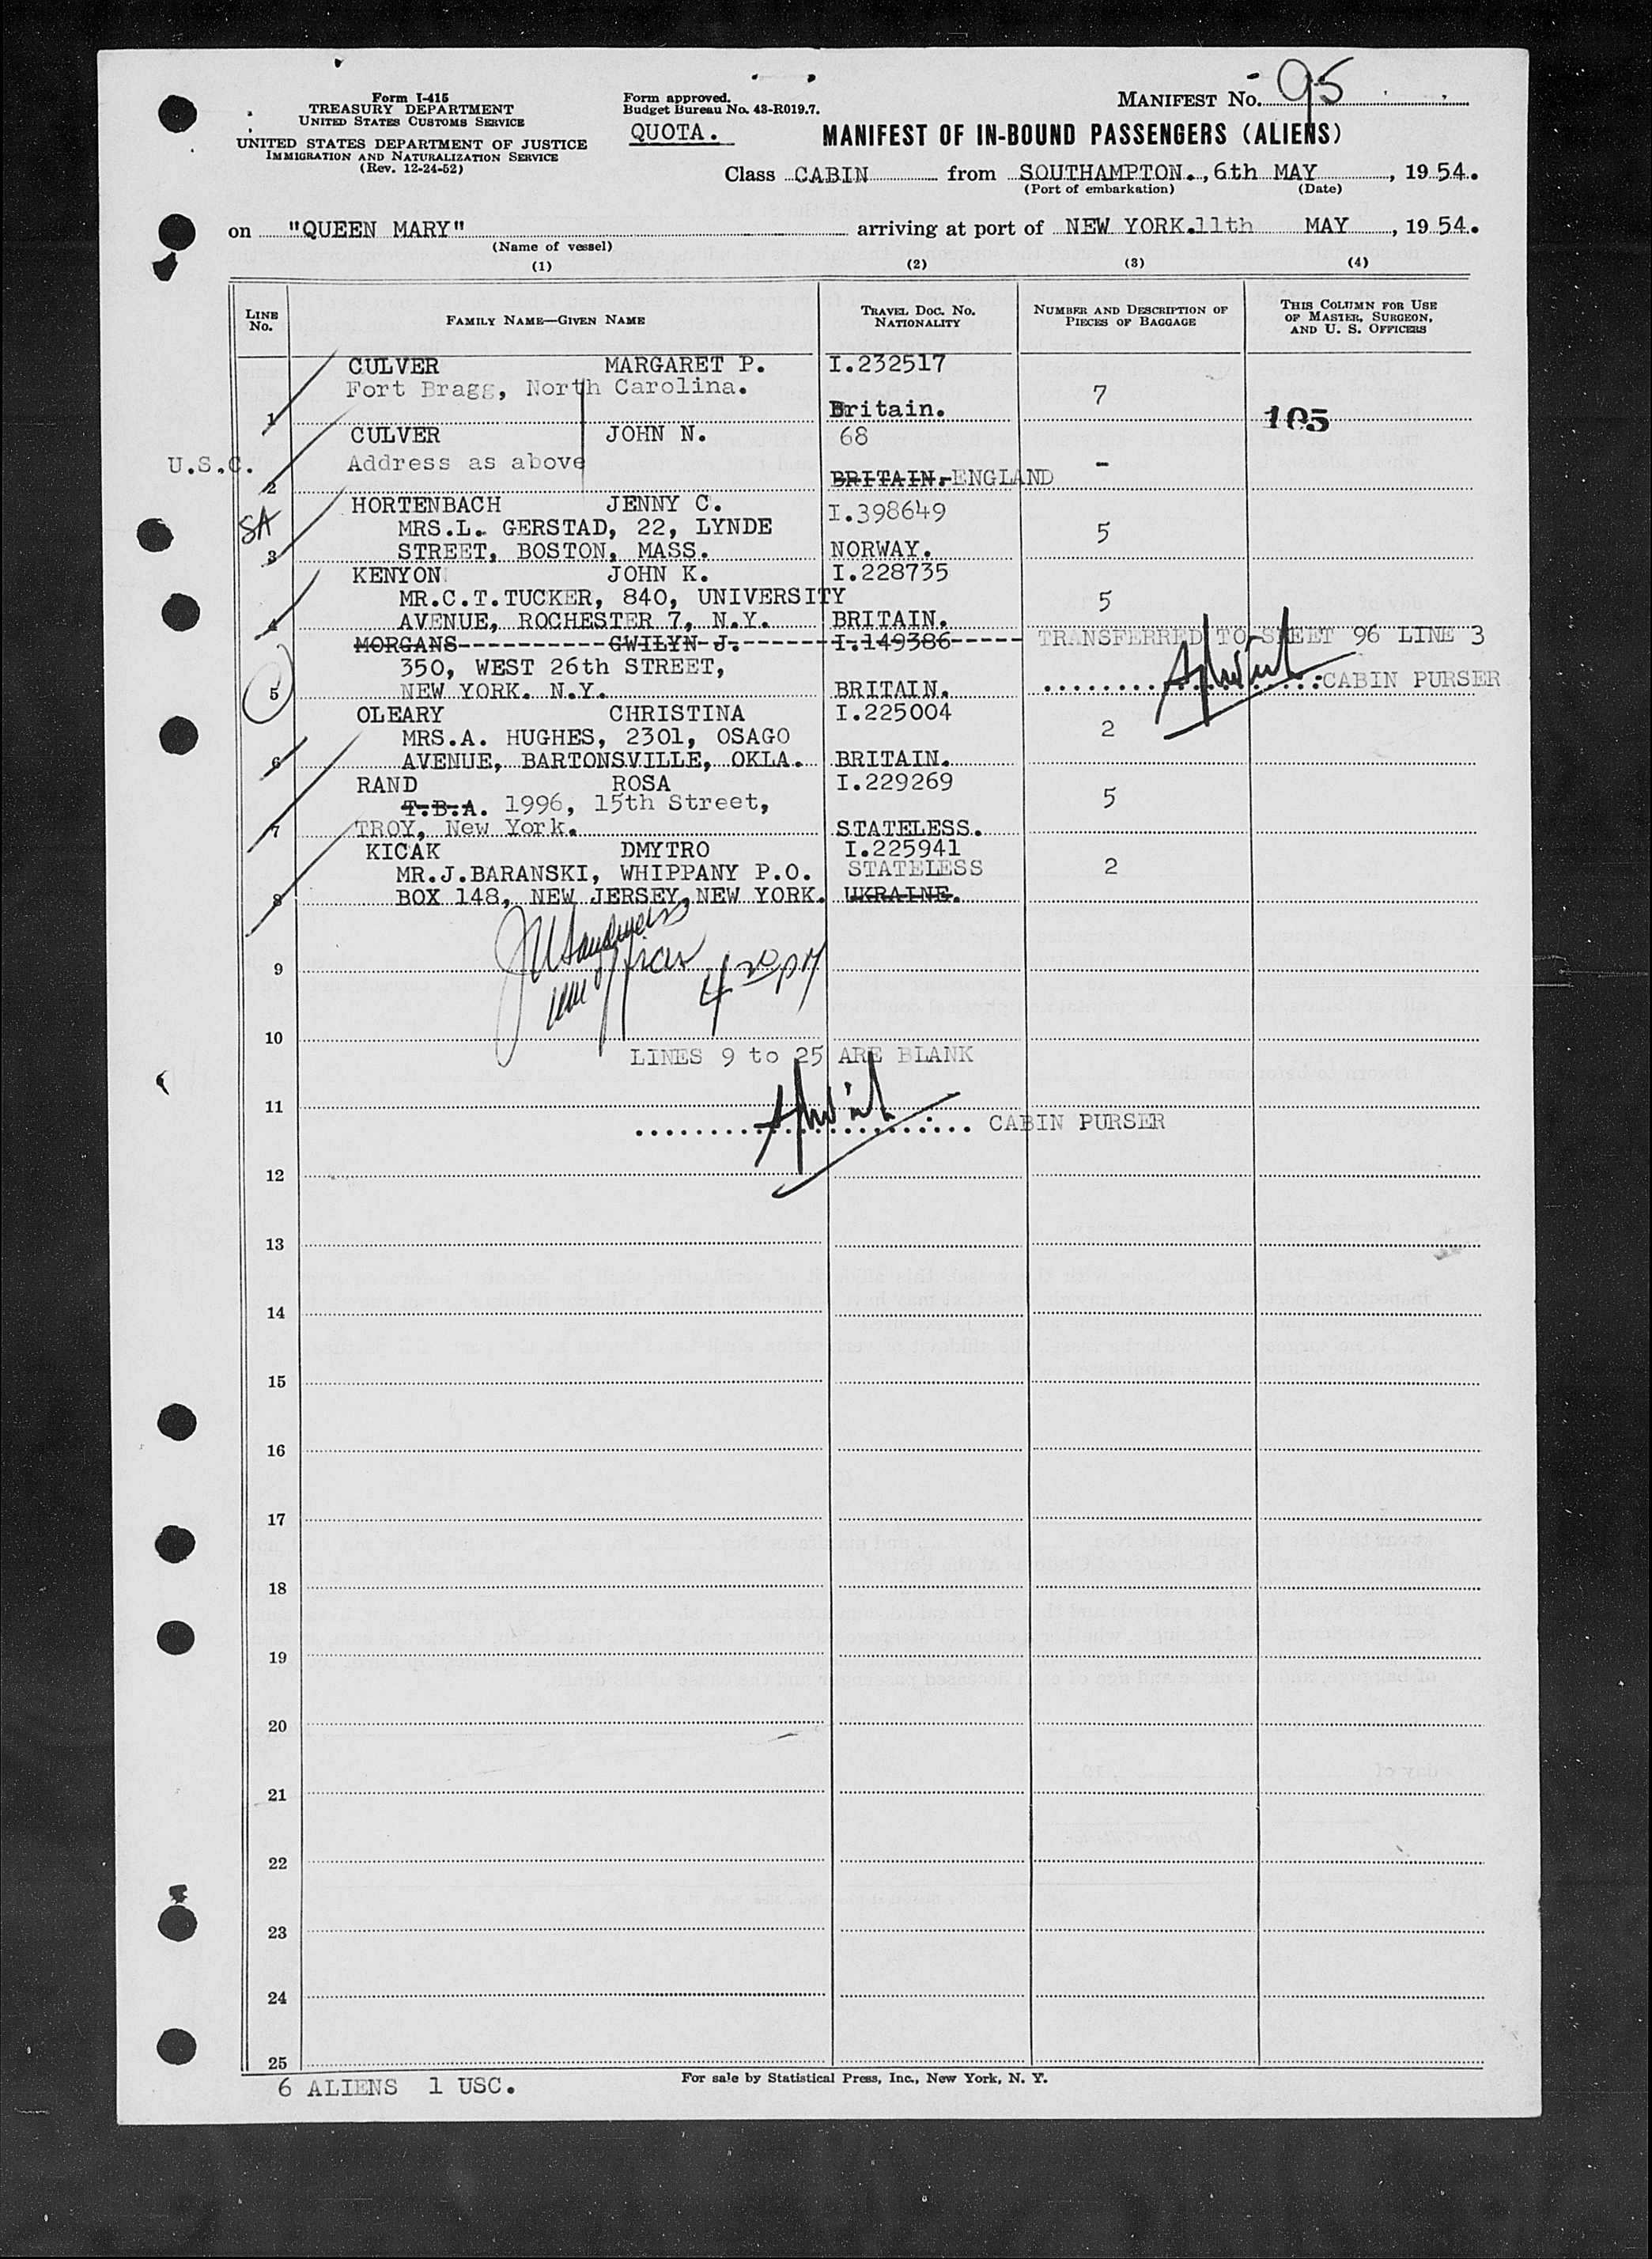 Form I-415
TREASURY DEPARTMENT
UNITED STATES CUSTOMS SERVICE
UNITED STATES DEPARTMENT OF JUSTICE
IMMIGRATION AND NATURALIZATION SERVICE
(Rev. 12-24-52)
Form approved.
Budget Bureau No. 43-R019.7.
QUOTA.
MANIFEST NO. 95
MANIFEST OF IN-BOUND PASSENGERS (ALIENS)
Class CABIN from SOUTHAMPTON., 6th MAY, 1954.
(Port of embarkation) (Date)
on "QUEEN MARY" arriving at port of NEW YORK. 11th MAY, 1954.
(Name of vessel)
(1) (2) (3) (4)
LINE No. FAMILY NAME—GIVEN NAME TRAVEL DOC. NO. NATIONALITY NUMBER AND DESCRIPTION OF PIECES OF BAGGAGE THIS COLUMN FOR USE OF MASTER, SURGEON, AND U. S. OFFICERS
CULVER MARGARET P. I.232517
Fort Bragg, North Carolina. 7
1 Britain. 105
CULVER JOHN N. 68
U.S.C. Address as above -
2 BRITAIN. ENGLAND
HORTENBACH JENNY C. I.398649
SA MRS.L. GERSTAD, 22, LYNDE 5
3 STREET, BOSTON, MASS. NORWAY.
KENYON JOHN K. I.228735
MR.C.T.TUCKER, 840, UNIVERSITY 5
4 AVENUE, ROCHESTER 7, N.Y. BRITAIN.
MORGANS----------GWILYN-J.-------I.149386----- TRANSFERRED TO SHEET 96 LINE 3
350, WEST 26th STREET,
5 NEW YORK. N.Y. BRITAIN. CABIN PURSER
OLEARY CHRISTINA I.225004
MRS.A. HUGHES, 2301, OSAGO 2
6 AVENUE, BARTONSVILLE, OKLA. BRITAIN.
RAND ROSA I.229269
T.B.A. 1996, 15th Street, 5
7 TROY, New York. STATELESS.
KICAK DMYTRO I.225941
MR.J.BARANSKI, WHIPPANY P.O. STATELESS 2
8 BOX 148, NEW JERSEY, NEW YORK. UKRAINE.
9
4 30 PM
10
LINES 9 to 25 ARE BLANK
11
CABIN PURSER
12
13
14
15
16
17
18
19
20
21
22
23
24
25
6 ALIENS 1 USC.
For sale by Statistical Press, Inc., New York, N. Y.